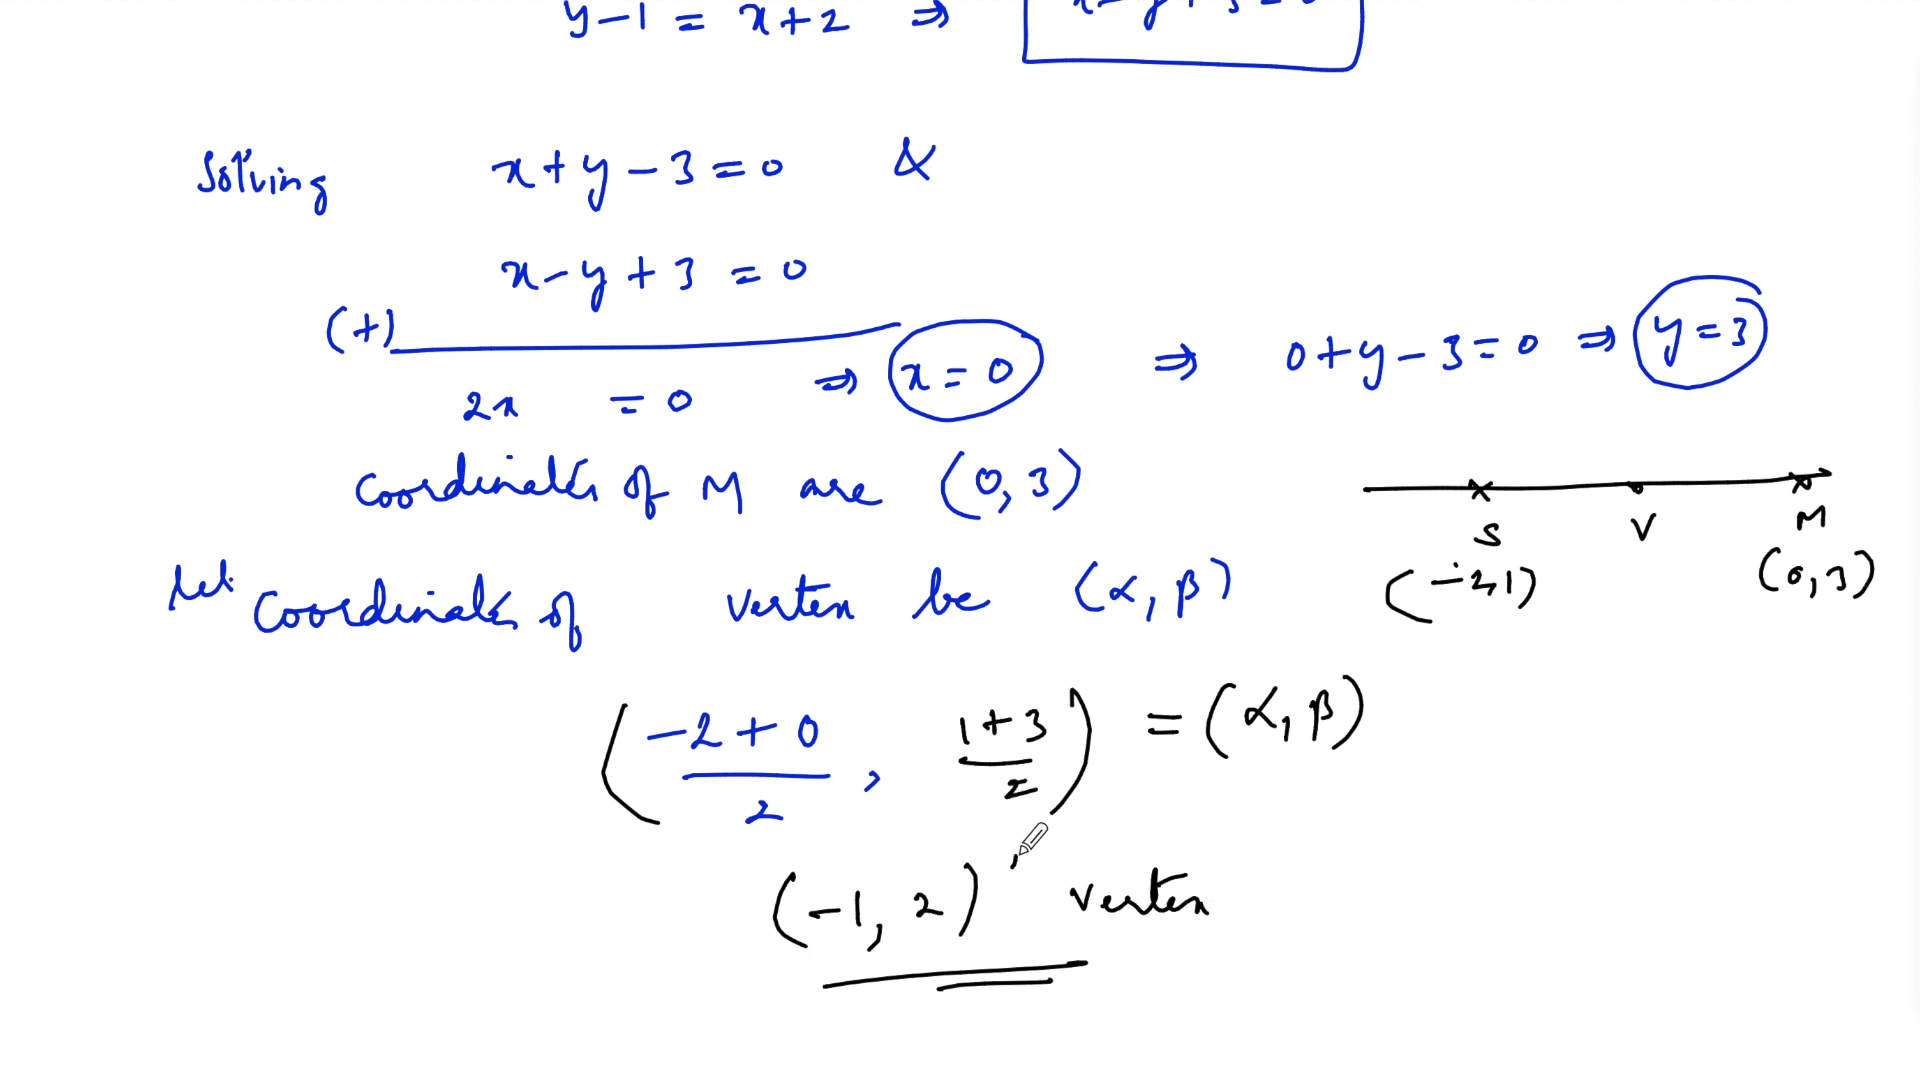 y-1 = x+2 ⇒
Solving x+y-3=0 &
x-y+3=0
(+)
2x = 0 ⇒ x=0 ⇒ 0+y-3=0 ⇒ y=3
coordinates of M are (0,3)
S V M
(-2,1) (0,3)
Let coordinates of vertex be (α, β)
(-2+0/2, 1+3/2) = (α, β)
(-1, 2) vertex